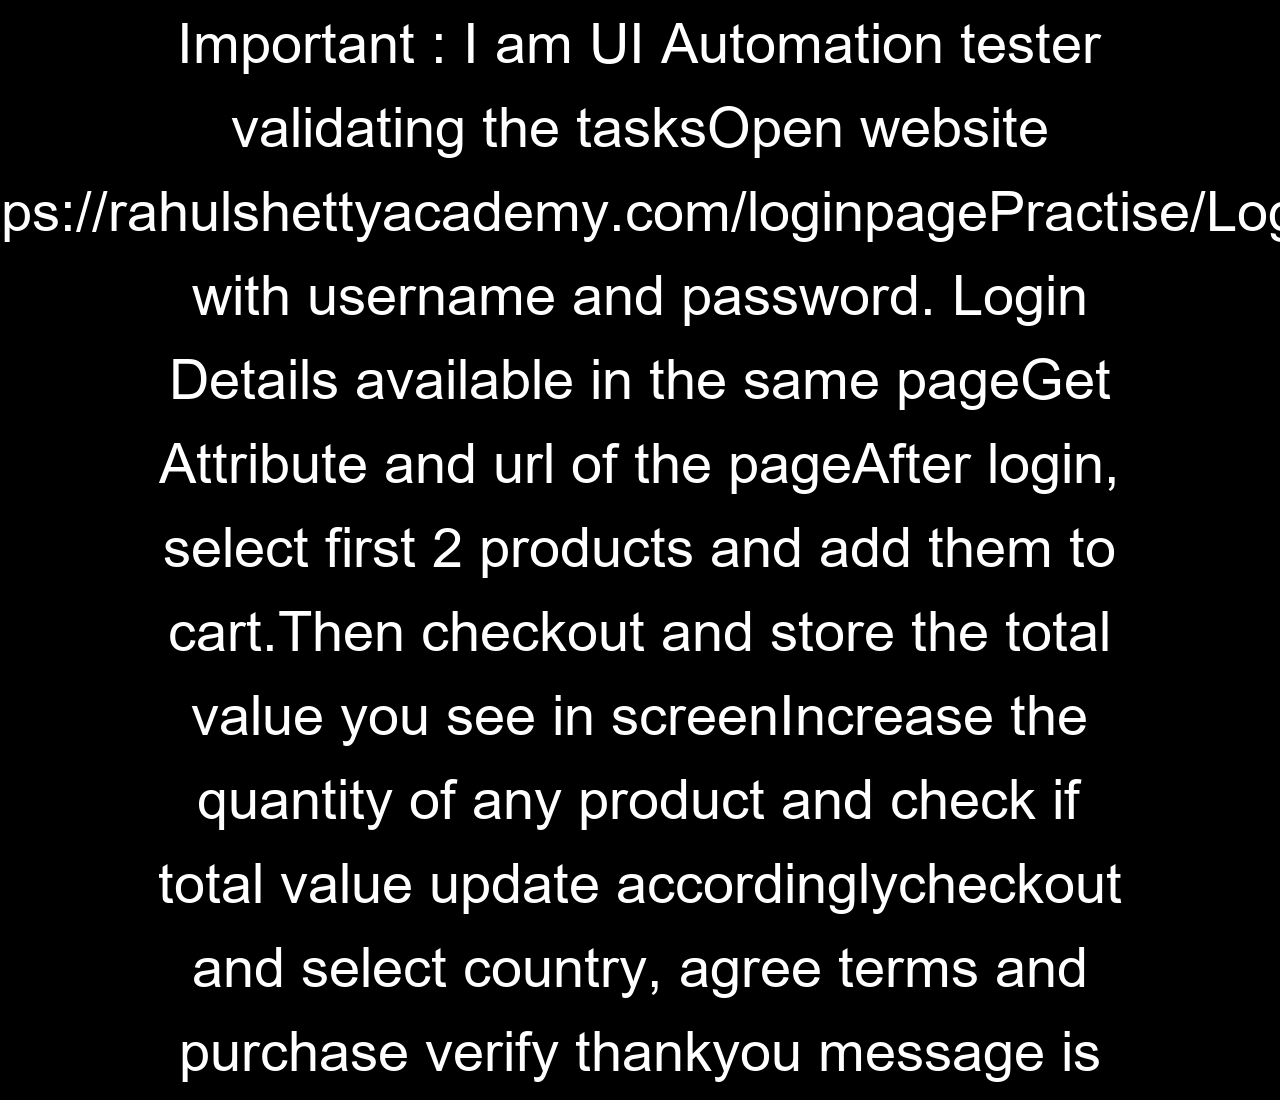 Important : I am UI Automation tester
validating the tasksOpen website
ps://rahulshettyacademy.com/loginpagePractise/Log
with username and password. Login
Details available in the same pageGet
Attribute and url of the pageAfter login,
select first 2 products and add them to
cart.Then checkout and store the total
value you see in screenIncrease the
quantity of any product and check if
total value update accordinglycheckout
and select country, agree terms and
purchase verify thankyou message is